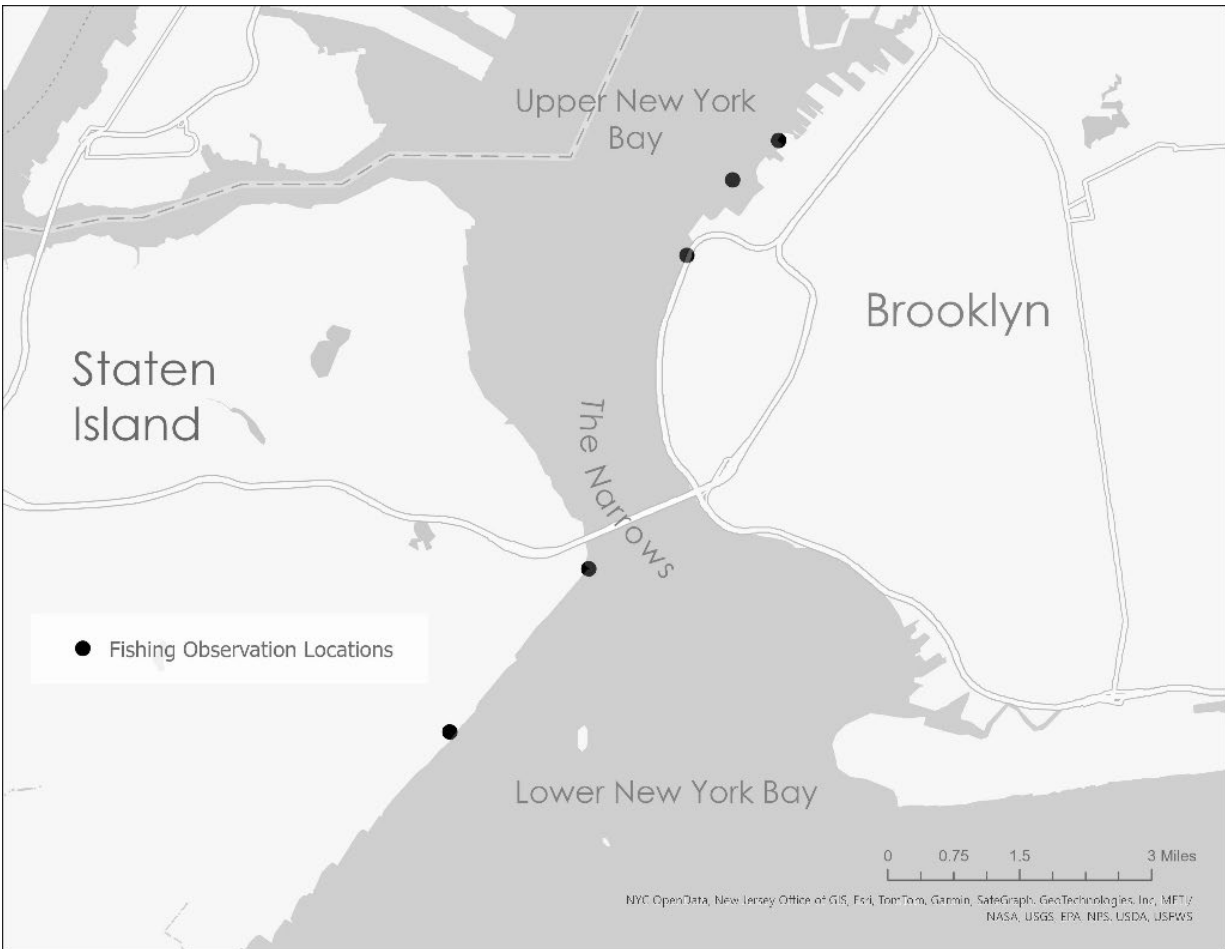 Upper New York
Bay
Brooklyn
Staten
Island
The Narrows
Fishing Observation Locations
Lower New York Bay
0 0.75 1.5 3 Miles
NYC OpenData, New Jersey Office of GIS, Esri, TomTom, Garmin, SafeGraph, GeoTechnologies, Inc, METI/
NASA, USGS, EPA, NPS, USDA, USFWS